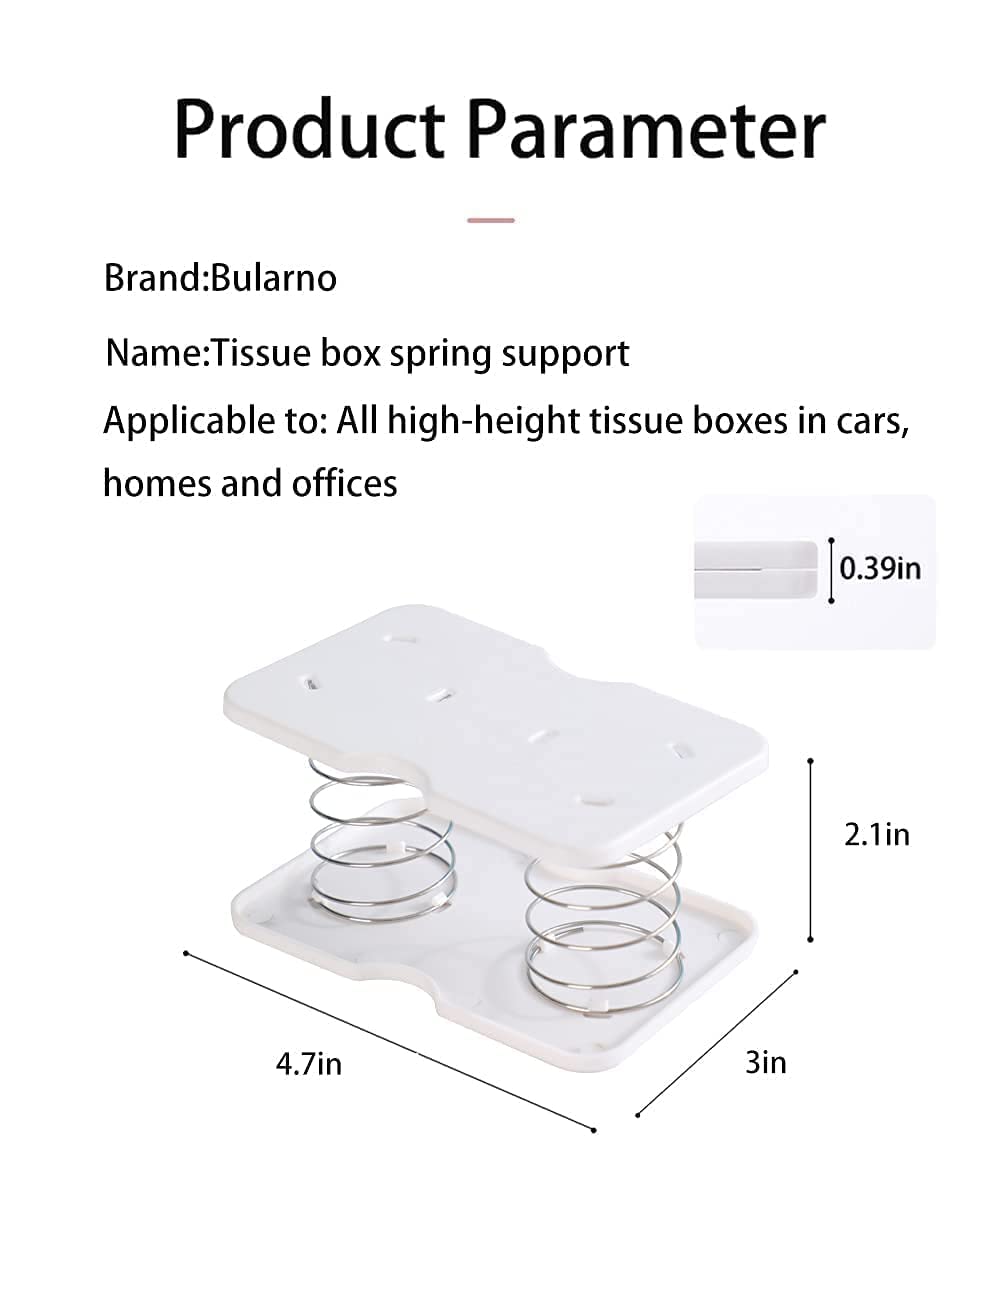 Product Parameter
Brand:Bularno
Name:Tissue box spring support
Applicable to: All high-height tissue boxes in cars,
homes and offices
0.39in
2.1in
4.7in
3in